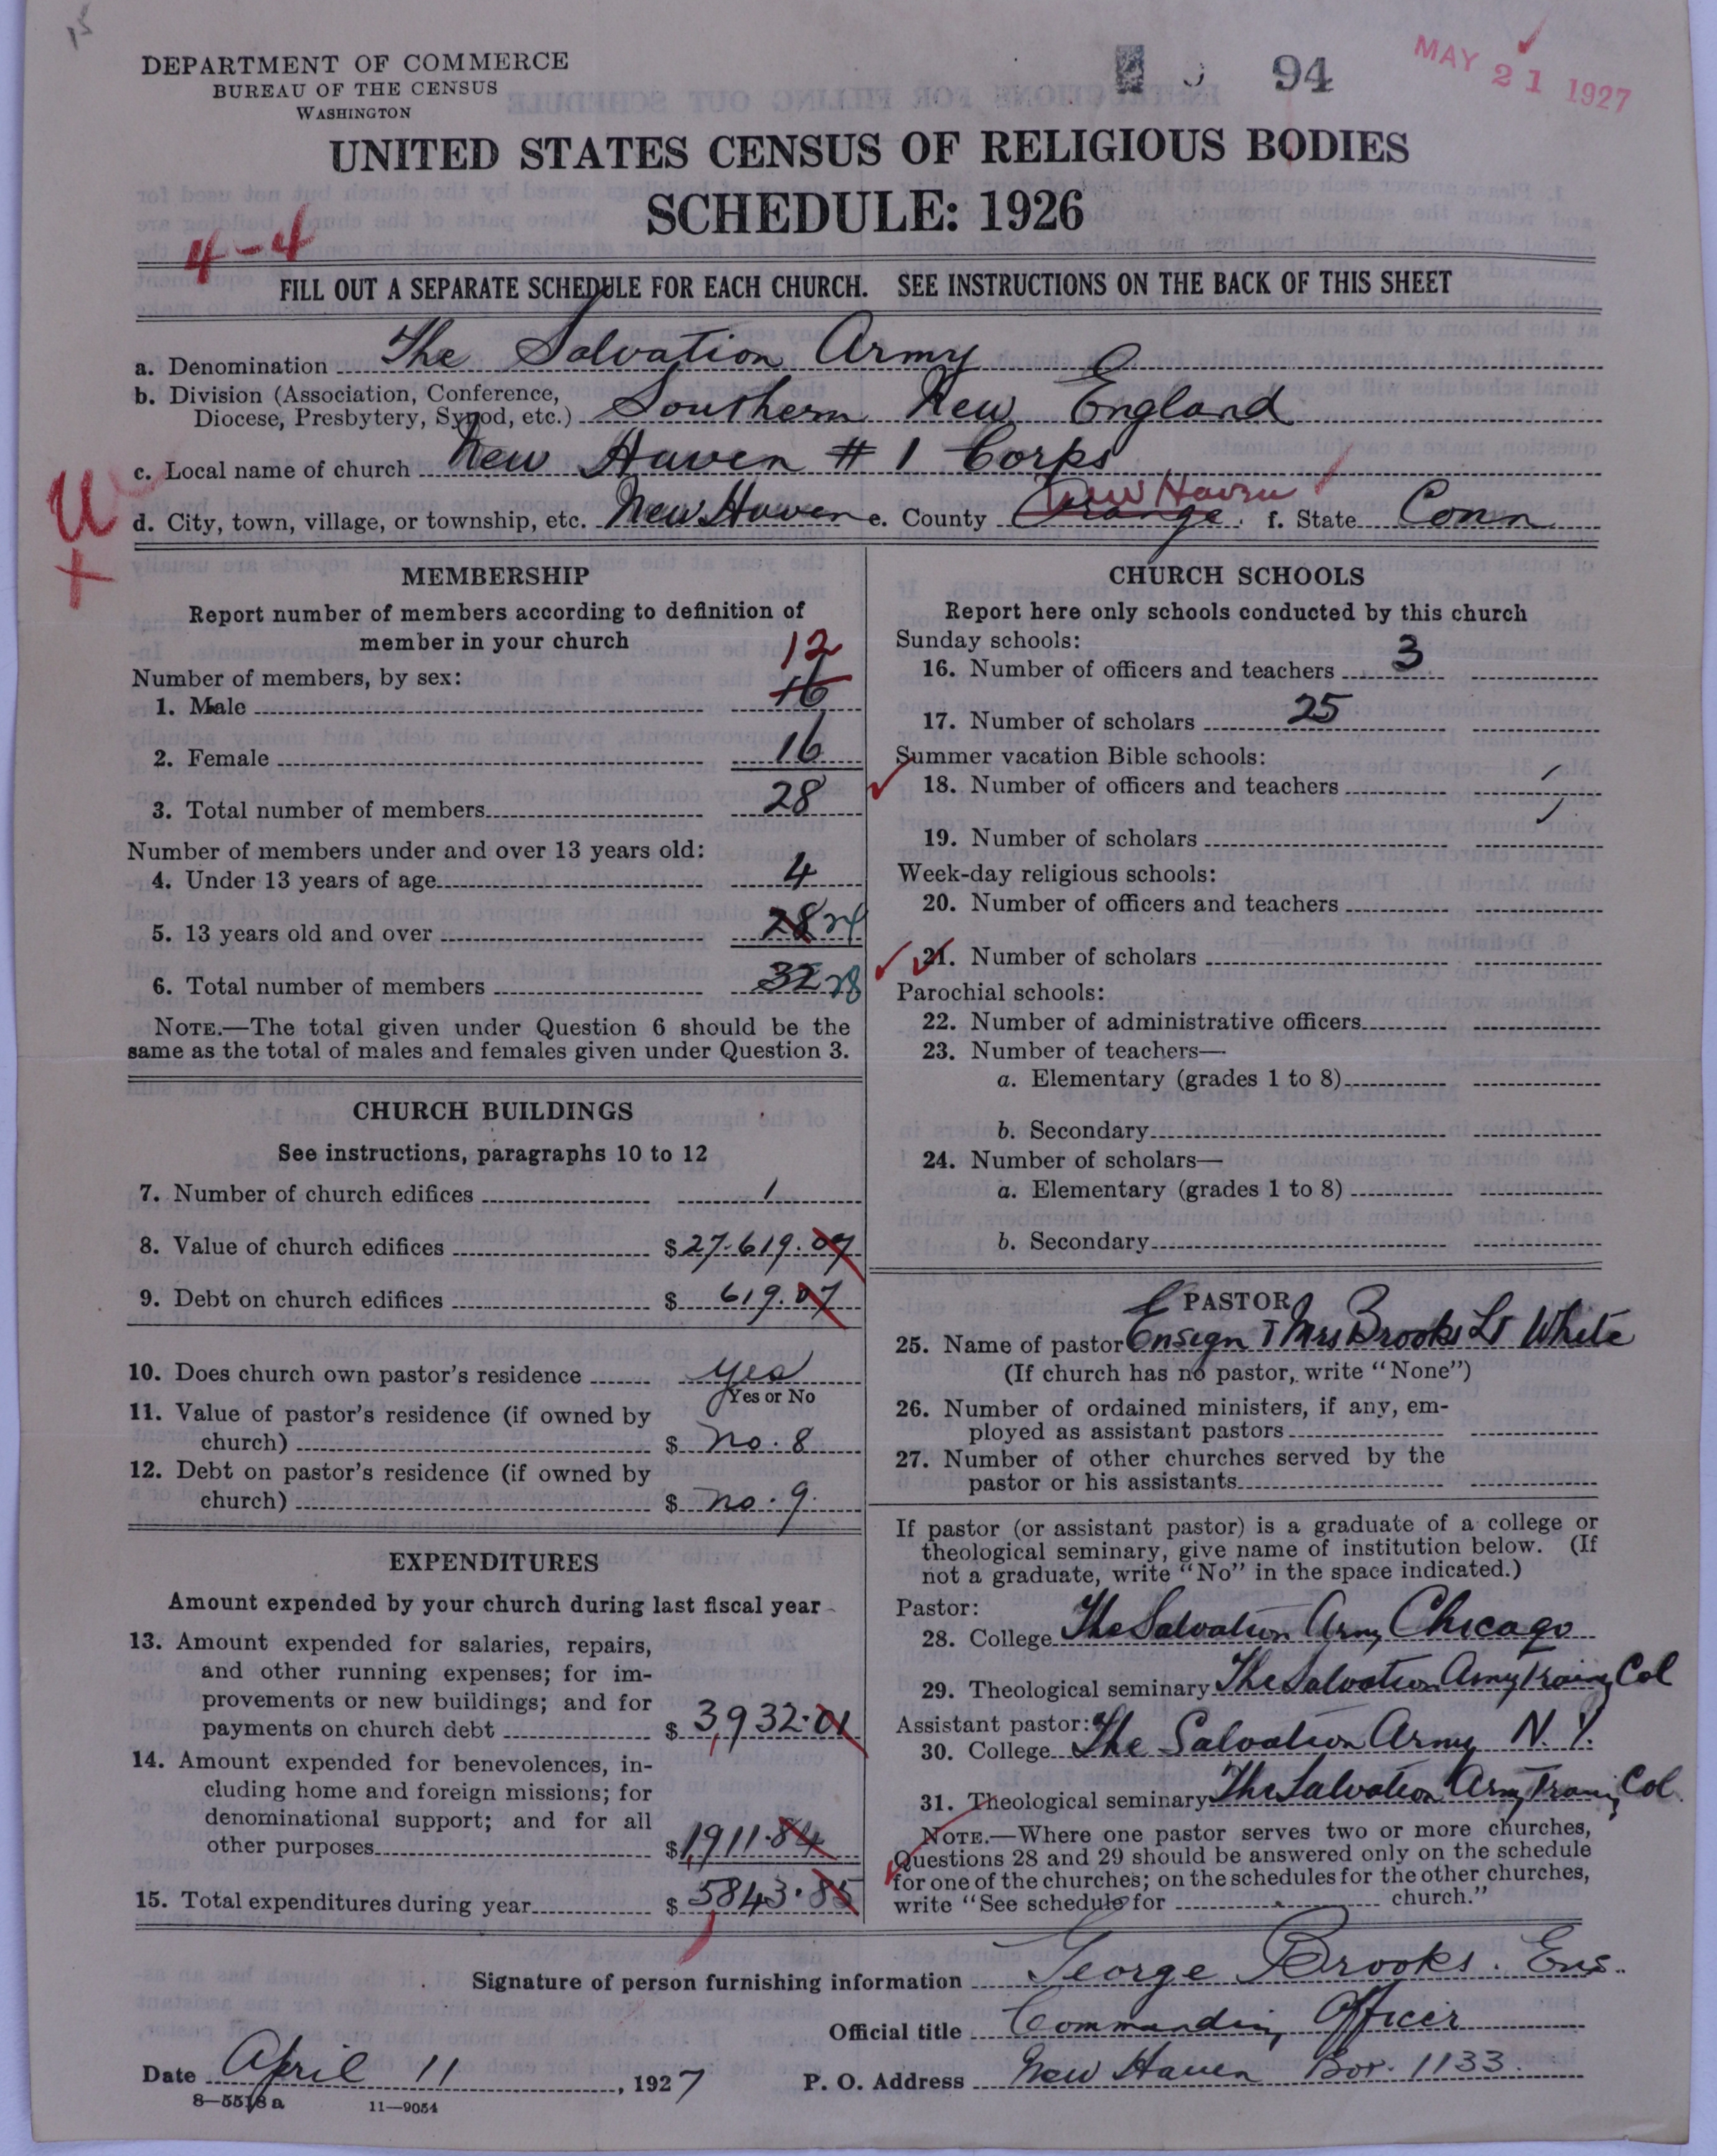 DEPARTMENT OF COMMERCE
BUREAU OF THE CENSUS
WASHINGTON
94
MAY 21 1927
UNITED STATES CENSUS OF RELIGIOUS BODIES
SCHEDULE: 1926
4-4
FILL OUT A SEPARATE SCHEDULE FOR EACH CHURCH. SEE INSTRUCTIONS ON THE BACK OF THIS SHEET
a. Denomination The Salvation Army
b. Division (Association, Conference,
Diocese, Presbytery, Synod, etc.) Southern New England
c. Local name of church New Haven # 1 Corps
U
New Haven
d. City, town, village, or township, etc. New Haven e. County Orange f. State Conn
X
MEMBERSHIP
Report number of members according to definition of
member in your church
12
Number of members, by sex:
1. Male 16
2. Female 16
3. Total number of members 28
Number of members under and over 13 years old:
4. Under 13 years of age 4
5. 13 years old and over 28 24
6. Total number of members 32 28
NOTE.—The total given under Question 6 should be the
same as the total of males and females given under Question 3.
CHURCH BUILDINGS
See instructions, paragraphs 10 to 12
7. Number of church edifices 1
8. Value of church edifices $27.619.07
9. Debt on church edifices $ 619.07
10. Does church own pastor's residence yes
Yes or No
11. Value of pastor's residence (if owned by
church) $ no. 8
12. Debt on pastor's residence (if owned by
church) $ no. 9.
EXPENDITURES
Amount expended by your church during last fiscal year
13. Amount expended for salaries, repairs,
and other running expenses; for im-
provements or new buildings; and for
payments on church debt $ 3,932.01
14. Amount expended for benevolences, in-
cluding home and foreign missions; for
denominational support; and for all
other purposes $1,911.84
15. Total expenditures during year $ 5843.85
CHURCH SCHOOLS
Report here only schools conducted by this church
Sunday schools:
16. Number of officers and teachers 3
17. Number of scholars 25
Summer vacation Bible schools:
18. Number of officers and teachers
19. Number of scholars
Week-day religious schools:
20. Number of officers and teachers
21. Number of scholars
Parochial schools:
22. Number of administrative officers
23. Number of teachers—
a. Elementary (grades 1 to 8)
b. Secondary
24. Number of scholars—
a. Elementary (grades 1 to 8)
b. Secondary
PASTOR
25. Name of pastor Ensign & Mrs Brooks Lt White
(If church has no pastor, write "None")
26. Number of ordained ministers, if any, em-
ployed as assistant pastors
27. Number of other churches served by the
pastor or his assistants
If pastor (or assistant pastor) is a graduate of a college or
theological seminary, give name of institution below. (If
not a graduate, write "No" in the space indicated.)
Pastor:
28. College The Salvation Army Chicago
29. Theological seminary The Salvation Army Traing Col
Assistant pastor:
30. College The Salvation Army N.Y.
31. Theological seminary The Salvation Army Traing Col.
NOTE.—Where one pastor serves two or more churches,
Questions 28 and 29 should be answered only on the schedule
for one of the churches; on the schedules for the other churches,
write "See schedule for church."
Signature of person furnishing information George Brooks. Ens.
Official title Commanding Officer
Date April 11, 1927 P. O. Address New Haven Box. 1133.
8—5518a 11—9054